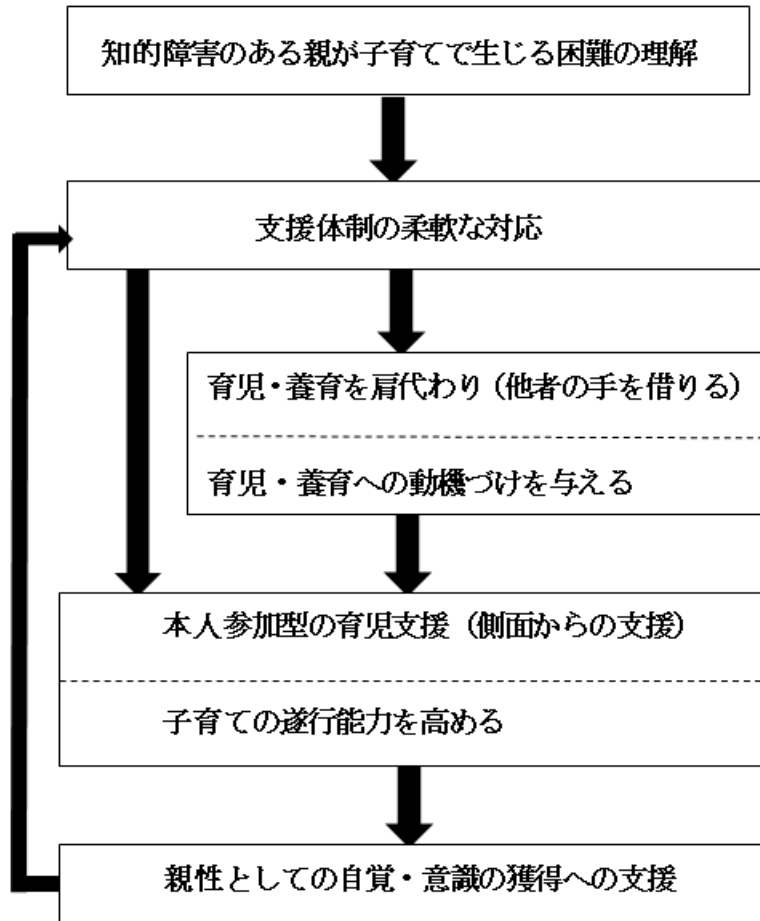 知的障害のある親が子育てで生じる困難の理解
支援体制の柔軟な対応
育児・養育を肩代わり（他者の手を借りる）
育児・養育への動機づけを与える
本人参加型の育児支援（側面からの支援）
子育ての遂行能力を高める
親性としての自覚・意識の獲得への支援